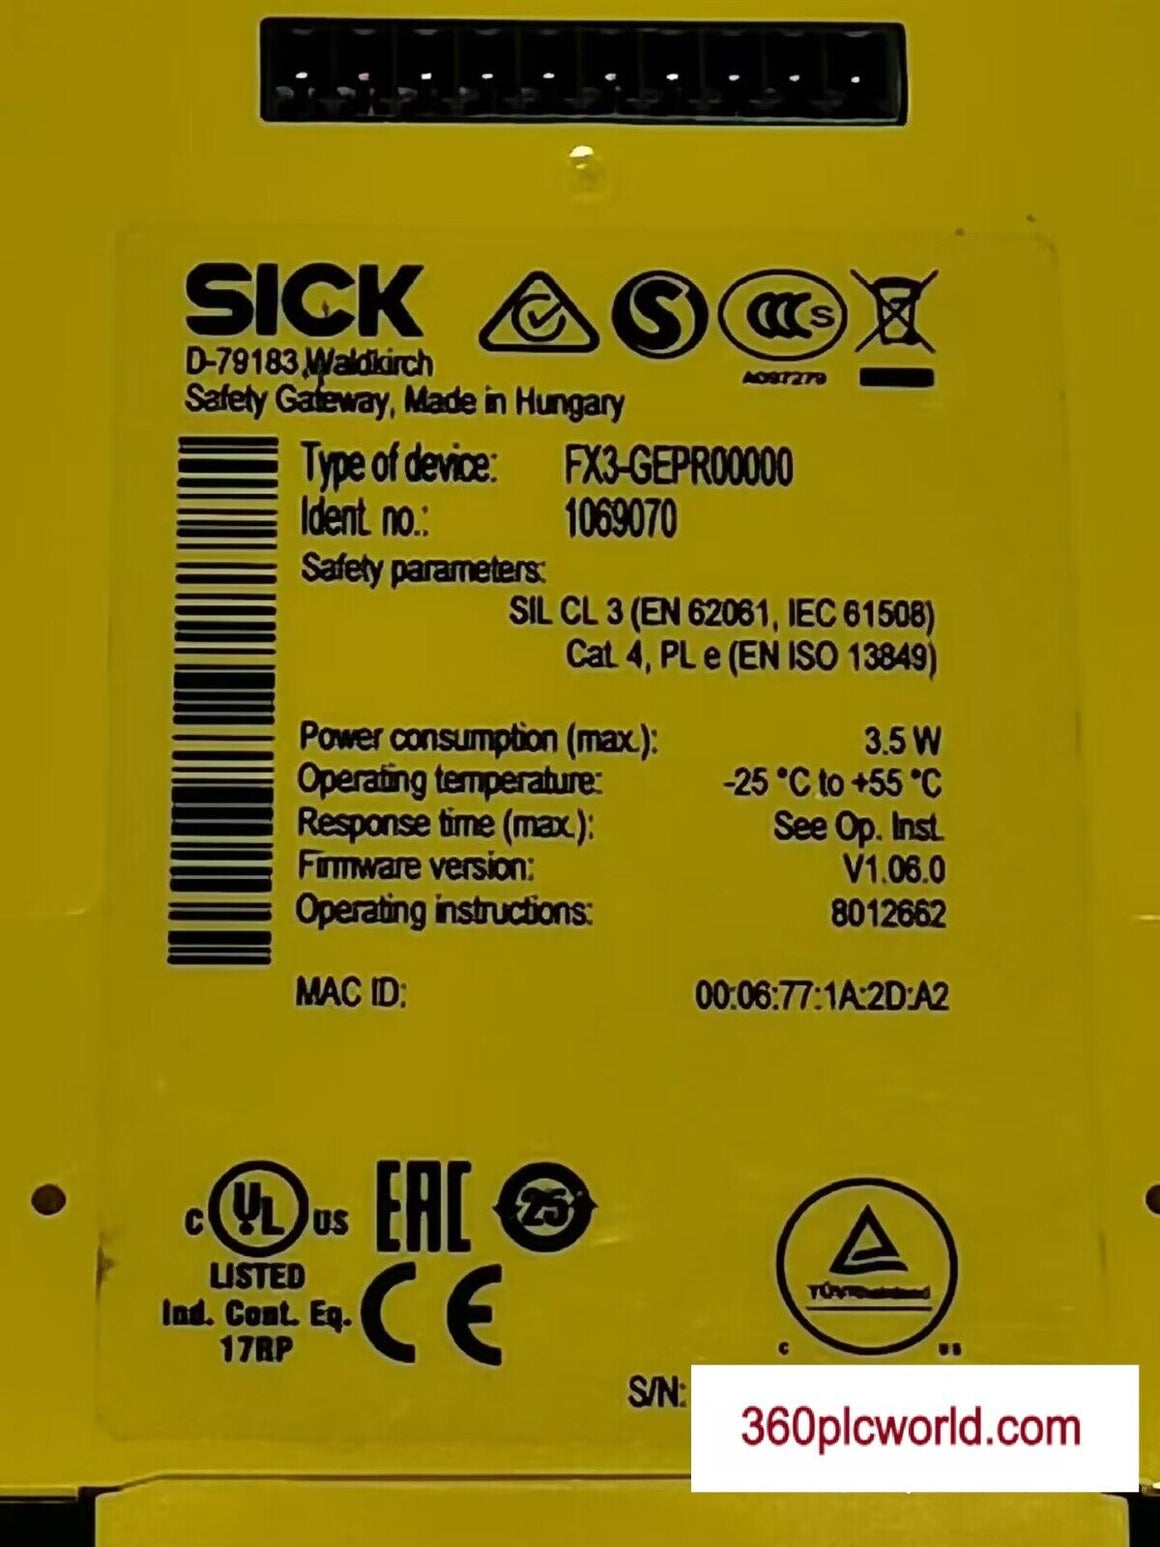 SICK
D-79183 Waldkirch
Safety Gateway, Made in Hungary
S
A097279
Type of device: FX3-GEPR00000
Ident. no.: 1069070
Safety parameters:
SIL CL 3 (EN 62061, IEC 61508)
Cat. 4, PL e (EN ISO 13849)
Power consumption (max.): 3.5 W
Operating temperature: -25 °C to +55 °C
Response time (max.): See Op. Inst.
Firmware version: V1.06.0
Operating instructions: 8012662
MAC ID: 00:06:77:1A:2D:A2
C UL US EAC 25
LISTED
Ind. Cont. Eq.
17RP
CE
TÜVRheinland
C US
S/N:
360plcworld.com